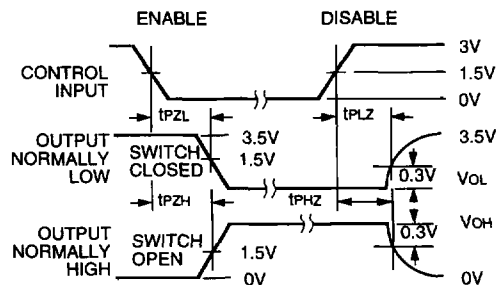 ENABLE DISABLE
CONTROL INPUT
3V
1.5V
0V
tPZL tPLZ
OUTPUT NORMALLY LOW
SWITCH CLOSED
3.5V
1.5V
3.5V
0.3V
VOL
tPZH tPHZ
VOH
0.3V
OUTPUT NORMALLY HIGH
SWITCH OPEN
1.5V
0V
0V